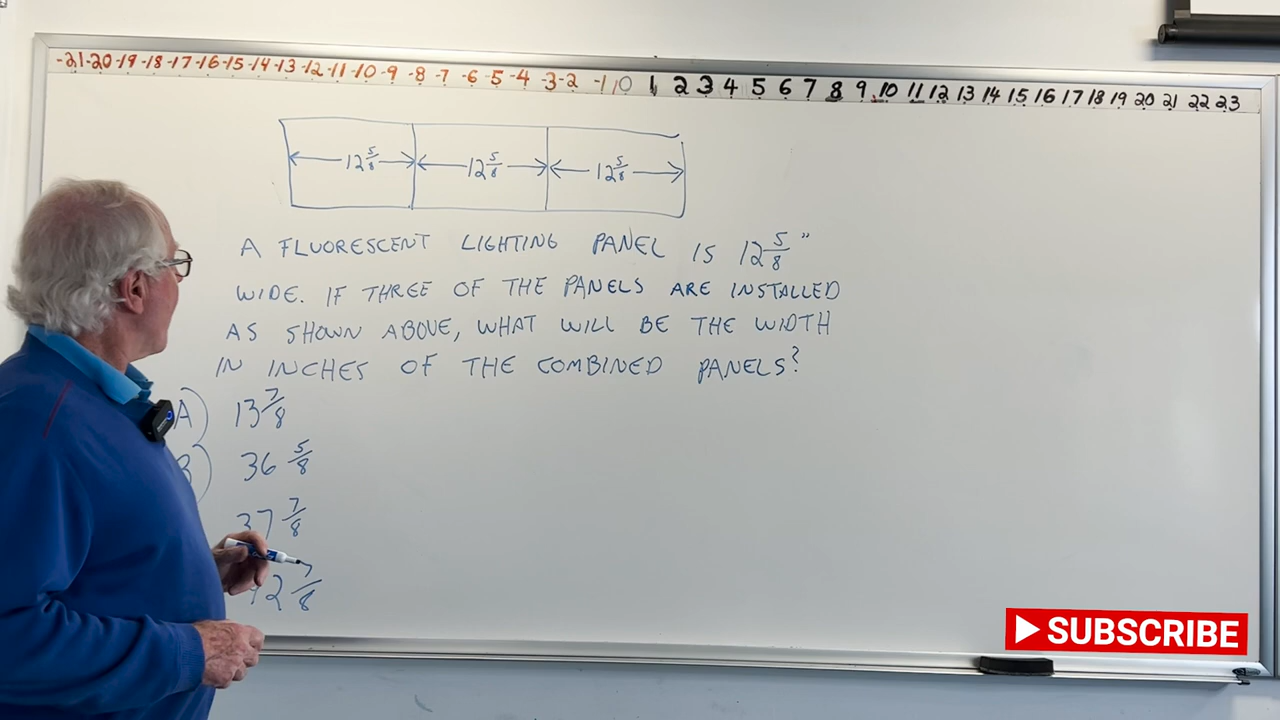 -21 -20 -19 -18 -17 -16 -15 -14 -13 -12 -11 -10 -9 -8 -7 -6 -5 -4 -3 -2 -1 0 1 2 3 4 5 6 7 8 9 10 11 12 13 14 15 16 17 18 19 20 21 22 23
12 5/8 12 5/8 12 5/8
A FLUORESCENT LIGHTING PANEL IS 12 5/8"
WIDE. IF THREE OF THE PANELS ARE INSTALLED
AS SHOWN ABOVE, WHAT WILL BE THE WIDTH
IN INCHES OF THE COMBINED PANELS?
A) 13 7/8
B) 36 5/8
37 7/8
7/8
SUBSCRIBE